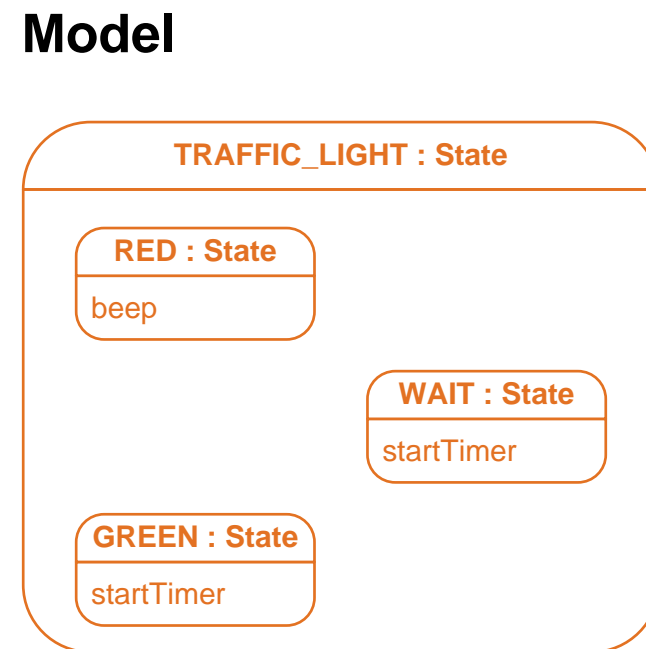 Model
TRAFFIC_LIGHT : State
RED : State
beep
WAIT : State
startTimer
GREEN : State
startTimer